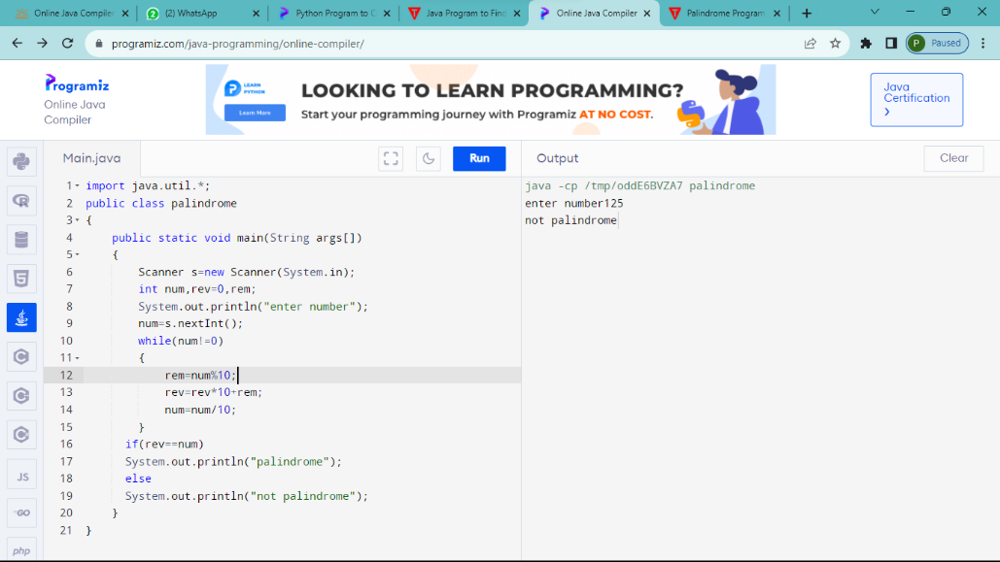 Online Java Compiler
(2) WhatsApp
Python Program to C
Java Program to Fino
Online Java Compiler
Palindrome Program
programiz.com/java-programming/online-compiler/
P Paused
Programiz
Online Java
Compiler
LEARN
PYTHON
Learn More
LOOKING TO LEARN PROGRAMMING?
Start your programming journey with Programiz AT NO COST.
Java
Certification
Main.java
Run
Output
Clear
1 import java.util.*;
2 public class palindrome
3 {
4 public static void main(String args[])
5 {
6 Scanner s=new Scanner(System.in);
7 int num,rev=0,rem;
8 System.out.println("enter number");
9 num=s.nextInt();
10 while(num!=0)
11 {
12 rem=num%10;
13 rev=rev*10+rem;
14 num=num/10;
15 }
16 if(rev==num)
17 System.out.println("palindrome");
18 else
19 System.out.println("not palindrome");
20 }
21 }
java -cp /tmp/oddE6BVZA7 palindrome
enter number125
not palindrome
JS
GO
php